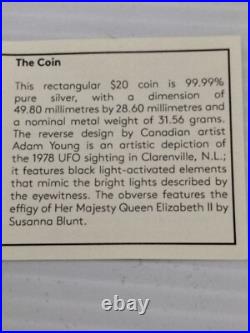 The Coin
This rectangular $20 coin is 99.99%
pure silver, with a dimension of
49.80 millimetres by 28.60 millimetres and
a nominal metal weight of 31.56 grams.
The reverse design by Canadian artist
Adam Young is an artistic depiction of
the 1978 UFO sighting in Clarenville, N.L.;
it features black light-activated elements
that mimic the bright lights described by
the eyewitness. The obverse features the
effigy of Her Majesty Queen Elizabeth II by
Susanna Blunt.